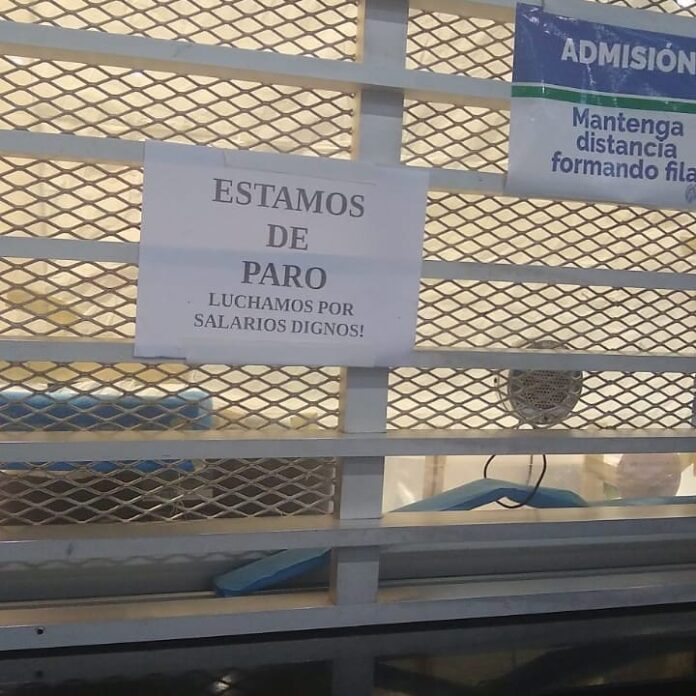 ADMISIÓN
Mantenga
distancia
formando fila
ESTAMOS
DE
PARO
LUCHAMOS POR
SALARIOS DIGNOS!